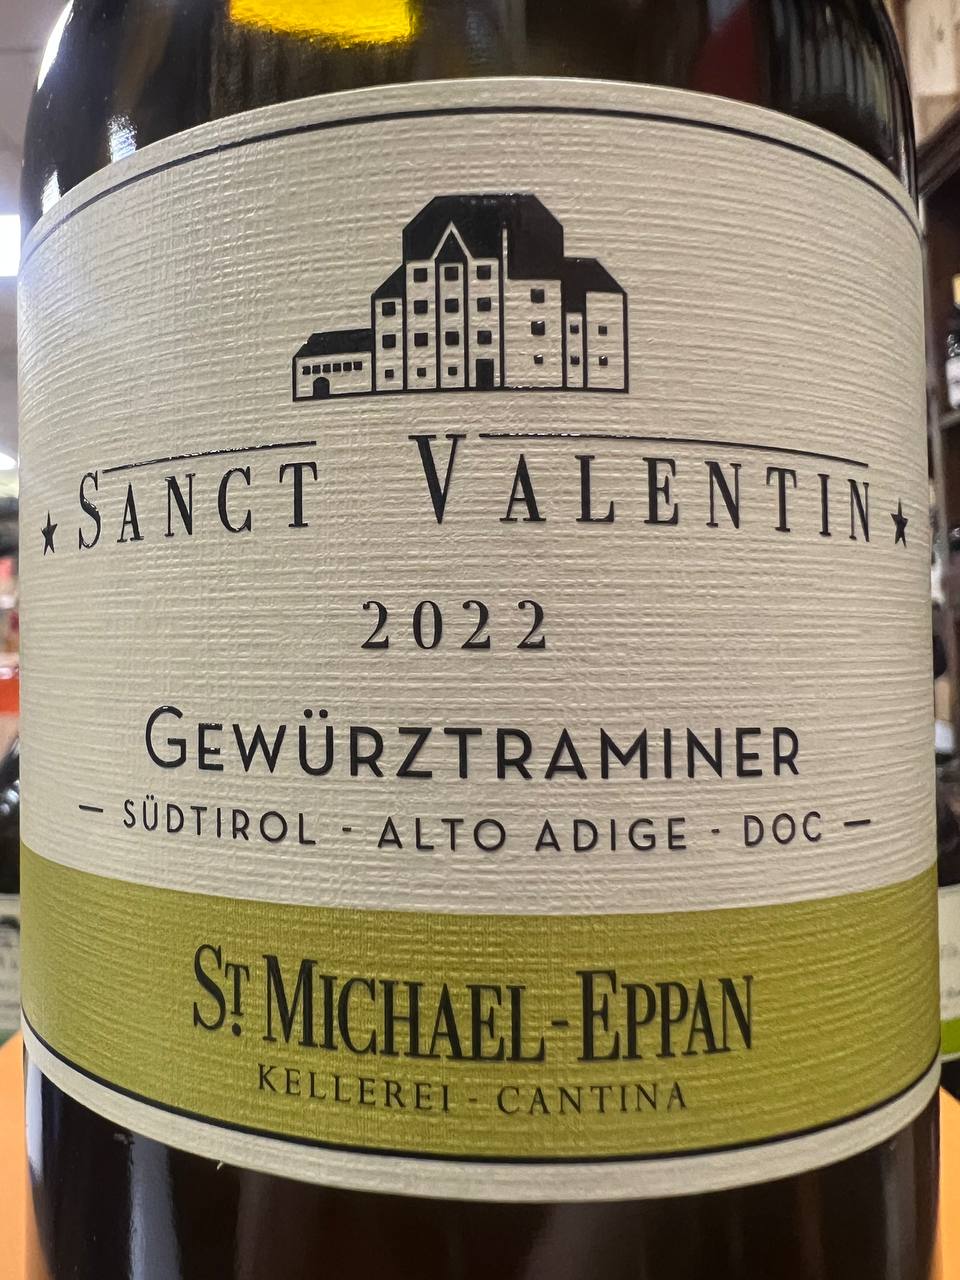 ★ SANCT VALENTIN ★
2022
GEWÜRZTRAMINER
— SÜDTIROL - ALTO ADIGE - DOC —
ST. MICHAEL - EPPAN
KELLEREI - CANTINA